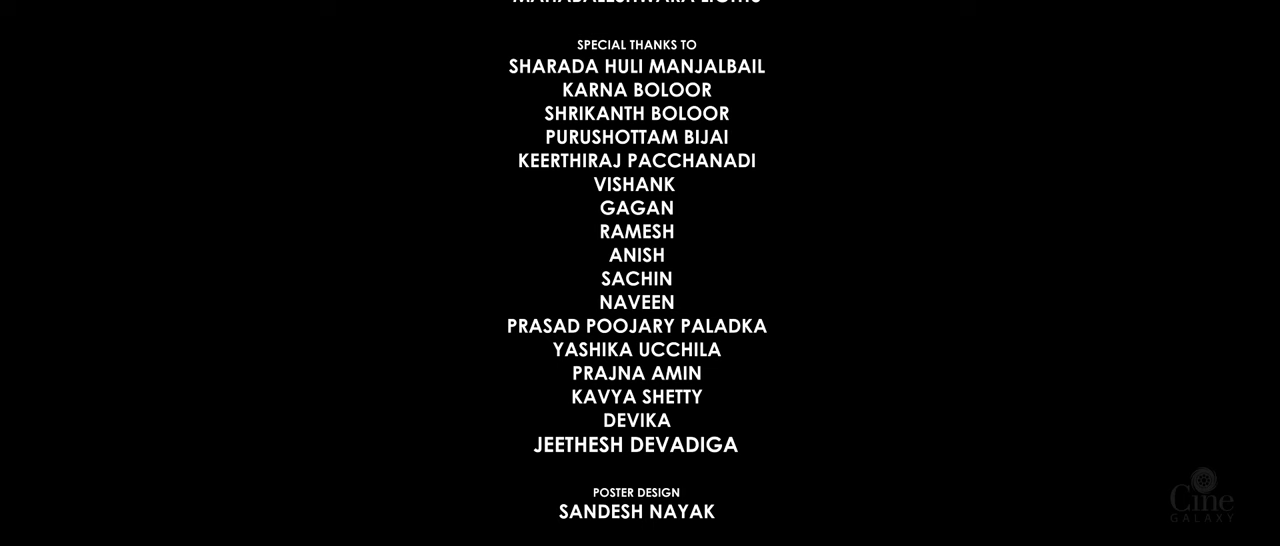 SPECIAL THANKS TO
SHARADA HULI MANJALBAIL
KARNA BOLOOR
SHRIKANTH BOLOOR
PURUSHOTTAM BIJAI
KEERTHIRAJ PACCHANADI
VISHANK
GAGAN
RAMESH
ANISH
SACHIN
NAVEEN
PRASAD POOJARY PALADKA
YASHIKA UCCHILA
PRAJNA AMIN
KAVYA SHETTY
DEVIKA
JEETHESH DEVADIGA
POSTER DESIGN
SANDESH NAYAK
Cine
GALAXY